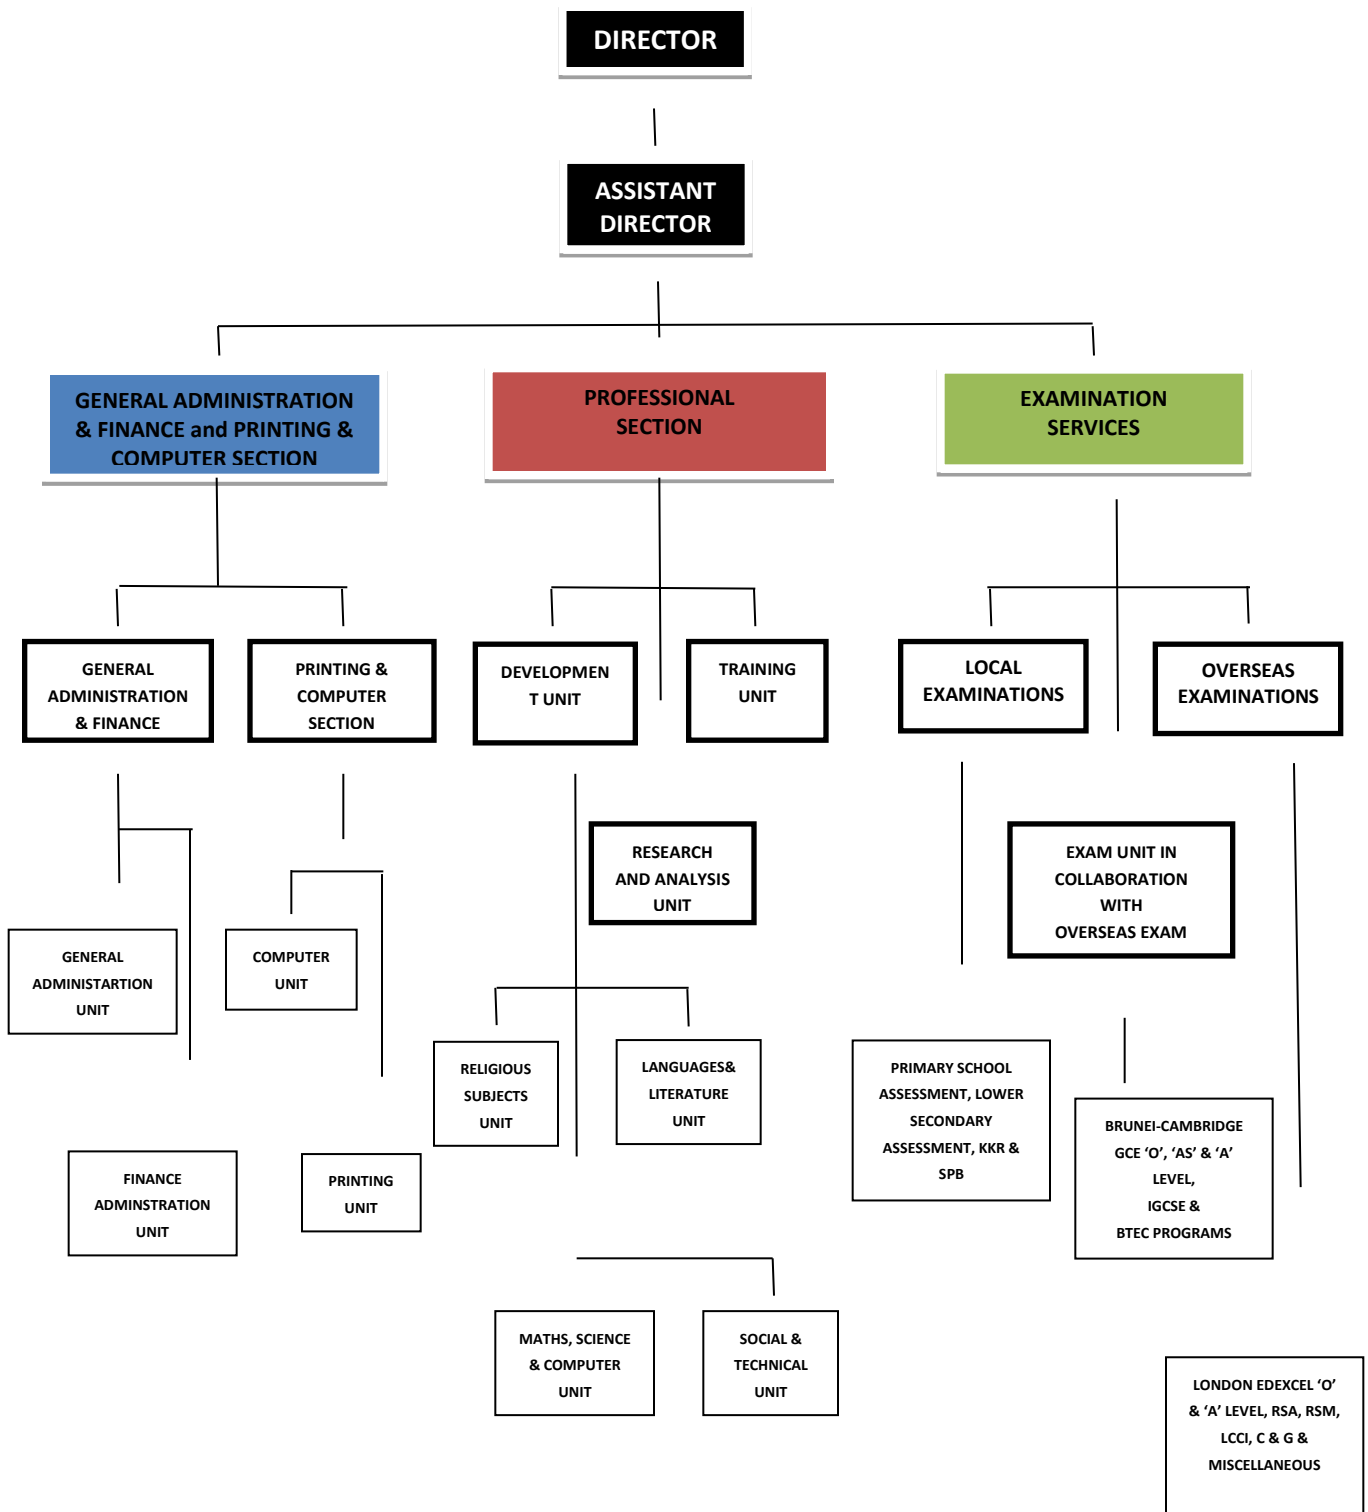 DIRECTOR
ASSISTANT
DIRECTOR
GENERAL ADMINISTRATION
& FINANCE and PRINTING &
COMPUTER SECTION
PROFESSIONAL
SECTION
EXAMINATION
SERVICES
GENERAL
ADMINISTRATION
& FINANCE
PRINTING &
COMPUTER
SECTION
DEVELOPMEN
T UNIT
TRAINING
UNIT
LOCAL
EXAMINATIONS
OVERSEAS
EXAMINATIONS
RESEARCH
AND ANALYSIS
UNIT
EXAM UNIT IN
COLLABORATION
WITH
OVERSEAS EXAM
GENERAL
ADMINISTARTION
UNIT
COMPUTER
UNIT
RELIGIOUS
SUBJECTS
UNIT
LANGUAGES&
LITERATURE
UNIT
PRIMARY SCHOOL
ASSESSMENT, LOWER
SECONDARY
ASSESSMENT, KKR &
SPB
BRUNEI-CAMBRIDGE
GCE ‘O’, ‘AS’ & ‘A’
LEVEL,
IGCSE &
BTEC PROGRAMS
FINANCE
ADMINSTRATION
UNIT
PRINTING
UNIT
MATHS, SCIENCE
& COMPUTER
UNIT
SOCIAL &
TECHNICAL
UNIT
LONDON EDEXCEL ‘O’
& ‘A’ LEVEL, RSA, RSM,
LCCI, C & G &
MISCELLANEOUS